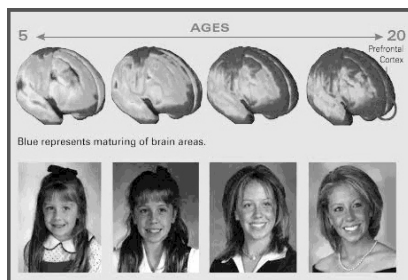 AGES
5 20
Prefrontal
Cortex
Blue represents maturing of brain areas.